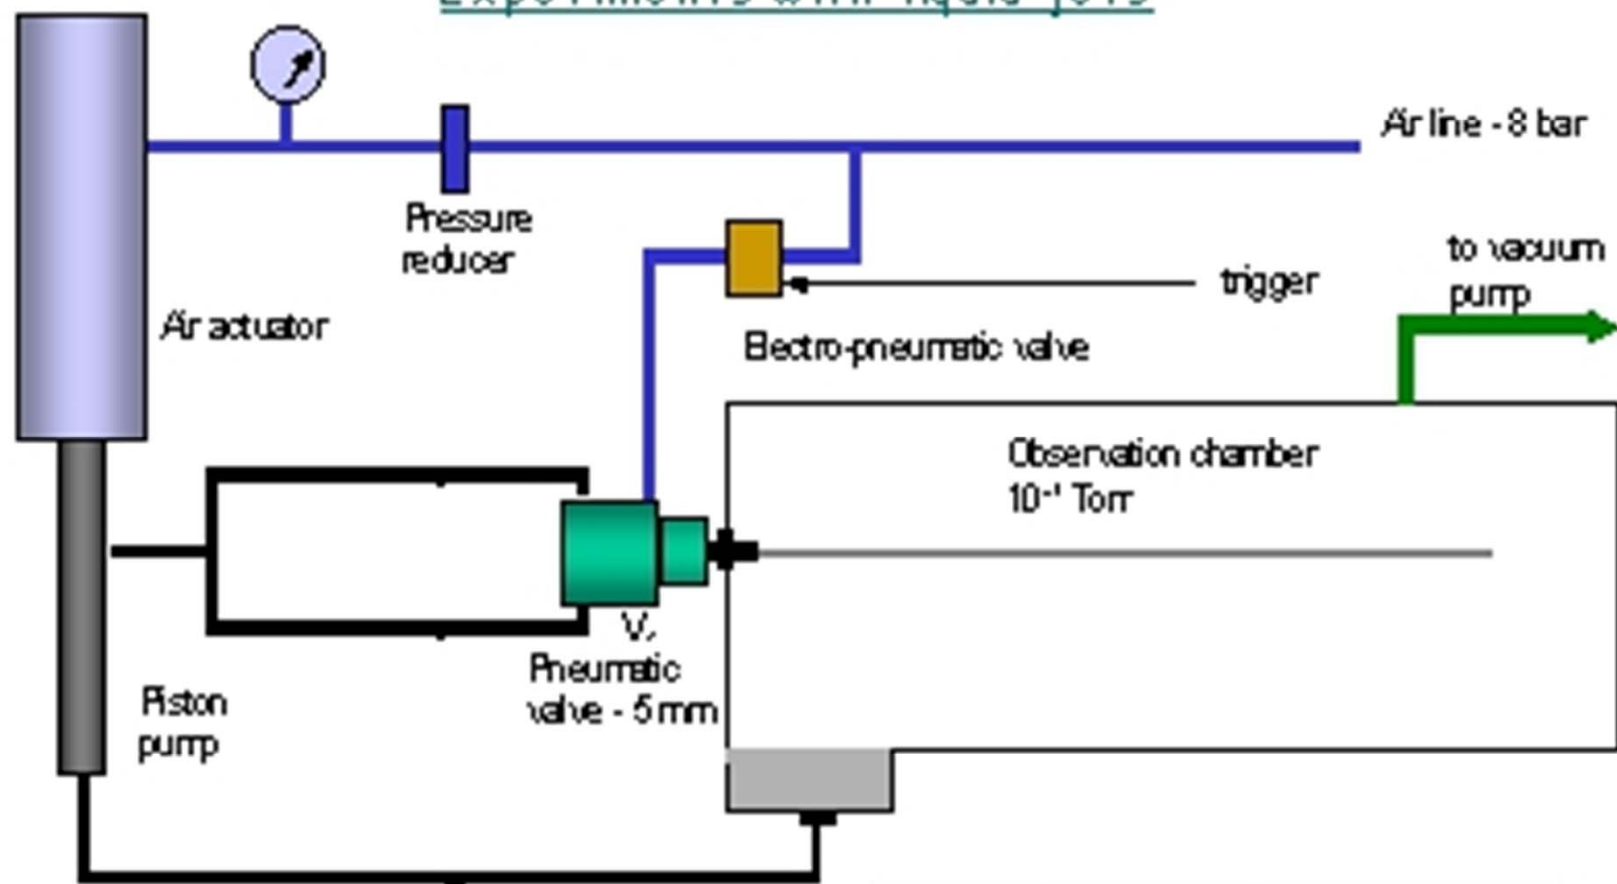 Air line - 8 bar
Pressure
reducer
to vacuum
pump
trigger
Air actuator
Electro-pneumatic valve
Observation chamber
10⁻¹ Torr
Pneumatic
valve - 5 mm
Piston
pump